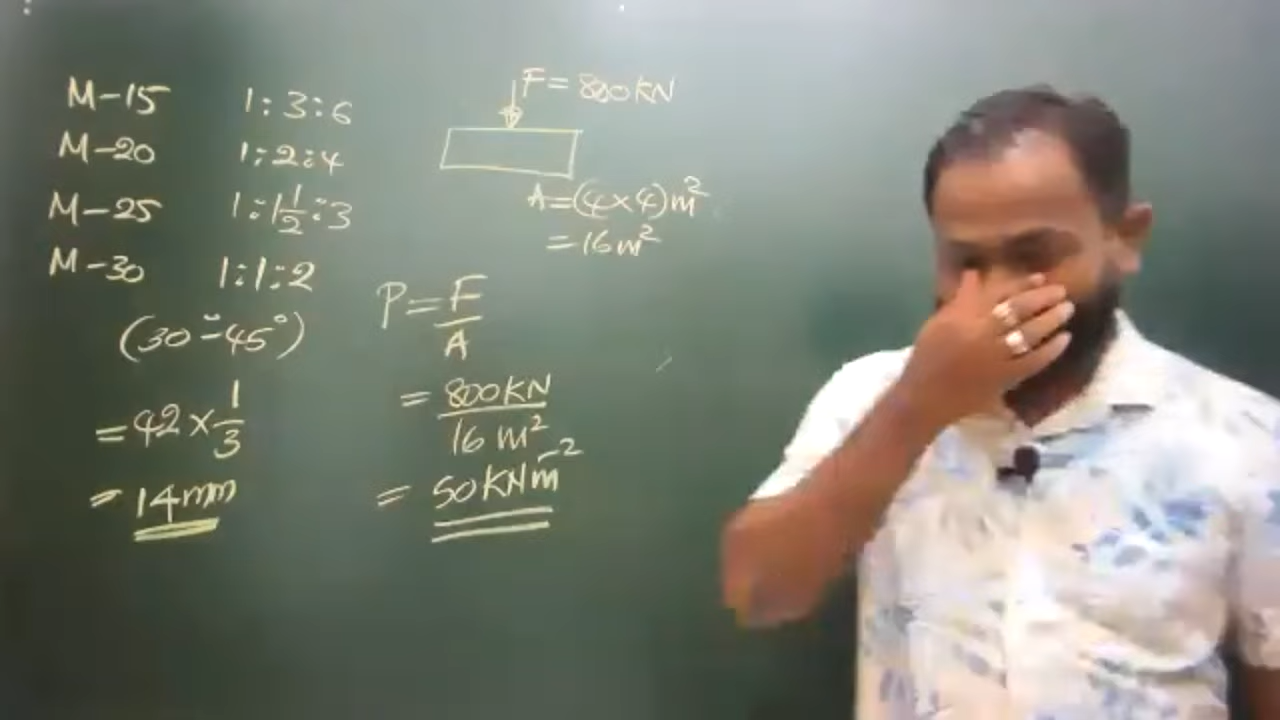 M-15 1:3:6
M-20 1:2:4
M-25 1:1½:3
M-30 1:1:2
(30°-45°)
= 42 × 1/3
= 14mm
F = 800KN
A = (4×4)m²
= 16m²
P = F/A
= 800KN/16m²
= 50KNm⁻²